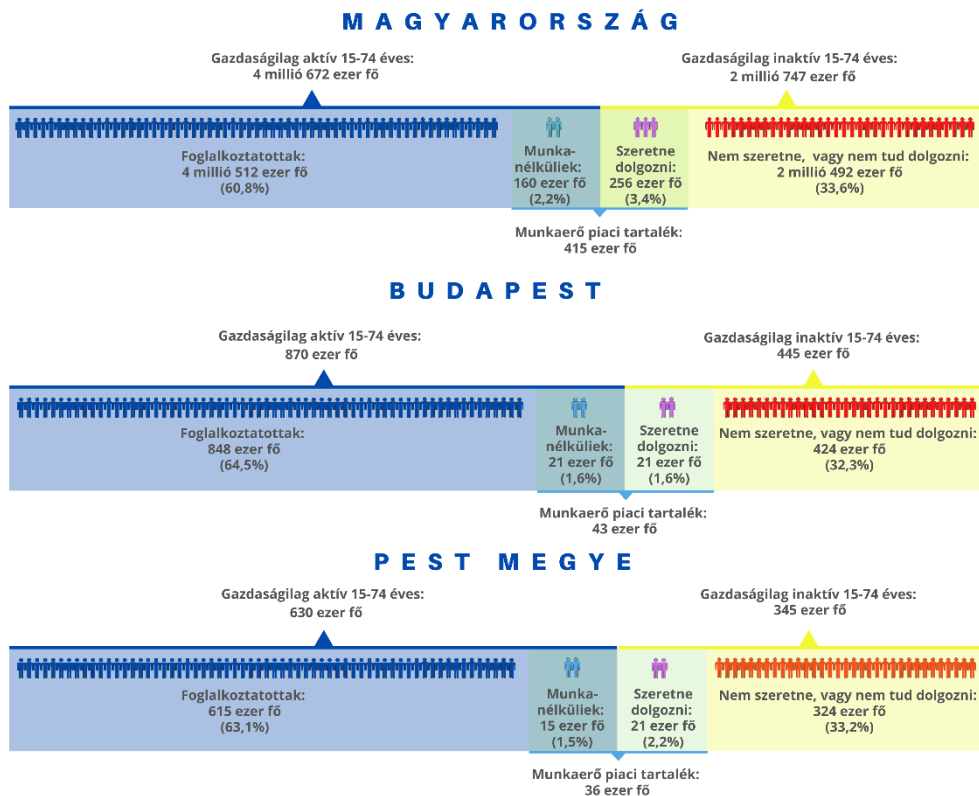 MAGYARORSZÁG
Gazdaságilag aktív 15-74 éves:
4 millió 672 ezer fő
Gazdaságilag inaktív 15-74 éves:
2 millió 747 ezer fő
Foglalkoztatottak:
4 millió 512 ezer fő
(60,8%)
Munka-
nélküliek:
160 ezer fő
(2,2%)
Szeretne
dolgozni:
256 ezer fő
(3,4%)
Nem szeretne, vagy nem tud dolgozni:
2 millió 492 ezer fő
(33,6%)
Munkaerő piaci tartalék:
415 ezer fő
BUDAPEST
Gazdaságilag aktív 15-74 éves:
870 ezer fő
Gazdaságilag inaktív 15-74 éves:
445 ezer fő
Foglalkoztatottak:
848 ezer fő
(64,5%)
Munka-
nélküliek:
21 ezer fő
(1,6%)
Szeretne
dolgozni:
21 ezer fő
(1,6%)
Nem szeretne, vagy nem tud dolgozni:
424 ezer fő
(32,3%)
Munkaerő piaci tartalék:
43 ezer fő
PEST MEGYE
Gazdaságilag aktív 15-74 éves:
630 ezer fő
Gazdaságilag inaktív 15-74 éves:
345 ezer fő
Foglalkoztatottak:
615 ezer fő
(63,1%)
Munka-
nélküliek:
15 ezer fő
(1,5%)
Szeretne
dolgozni:
21 ezer fő
(2,2%)
Nem szeretne, vagy nem tud dolgozni:
324 ezer fő
(33,2%)
Munkaerő piaci tartalék:
36 ezer fő